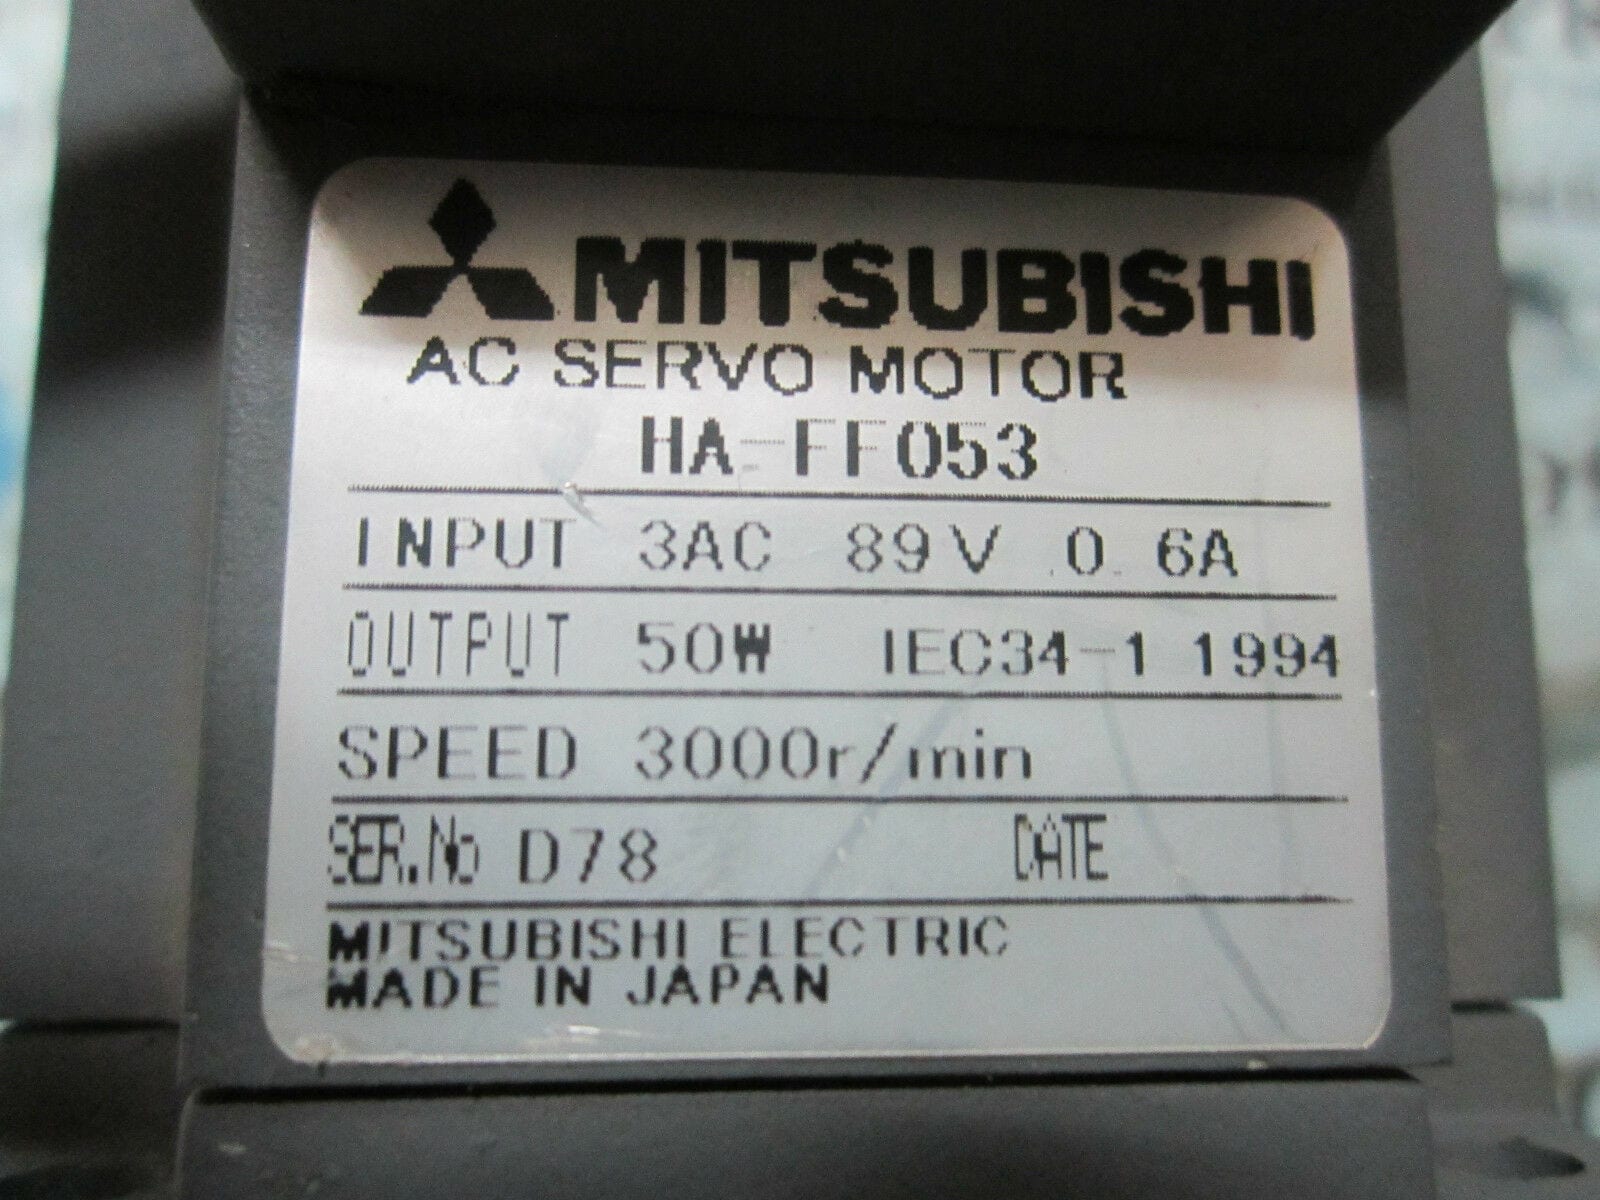 MITSUBISHI
AC SERVO MOTOR
HA-FF053
INPUT 3AC 89V 0.6A
OUTPUT 50W IEC34-1 1994
SPEED 3000r/min
SER.No D78 DATE
MITSUBISHI ELECTRIC
MADE IN JAPAN